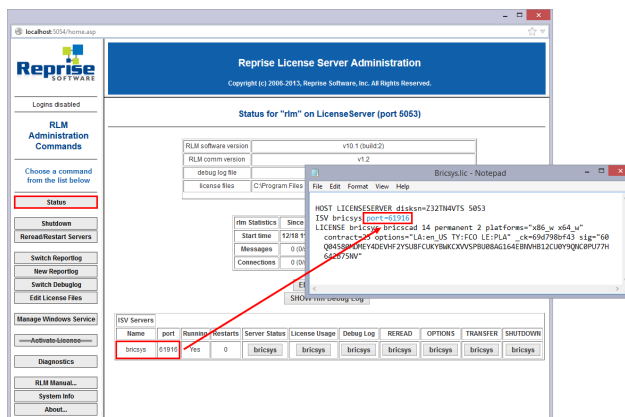 localhost:5054/home.asp
Reprise
SOFTWARE
Logins disabled
RLM
Administration
Commands
Choose a command
from the list below
Status
Shutdown
Reread/Restart Servers
Switch Reportlog
New Reportlog
Switch Debuglog
Edit License Files
Manage Windows Service
Activate License
Diagnostics
RLM Manual...
System Info
About...
Reprise License Server Administration
Copyright (c) 2006-2013, Reprise Software, Inc. All Rights Reserved.
Status for "rlm" on LicenseServer (port 5053)
RLM software version v10.1 (build:2)
RLM comm version v1.2
debug log file
license files C:\Program Files
rlm Statistics Since
Start time 12/18
Messages 0
Connections 0
SHOW rlm Debug Log
ISV Servers
Name port Running Restarts Server Status License Usage Debug Log REREAD OPTIONS TRANSFER SHUTDOWN
bricsys 61916 Yes 0 bricsys bricsys bricsys bricsys bricsys bricsys bricsys
Bricsys.lic - Notepad
File Edit Format View Help
HOST LICENSESERVER disksn=Z32TN4VTS 5053
ISV bricsys port=61916
LICENSE bricsys bricscad 14 permanent 2 platforms="x86_w x64_w"
contract=25 options="LA:en_US TY:FCO LE:PLA" _ck=69d798bf43 sig="60
642B75NV"